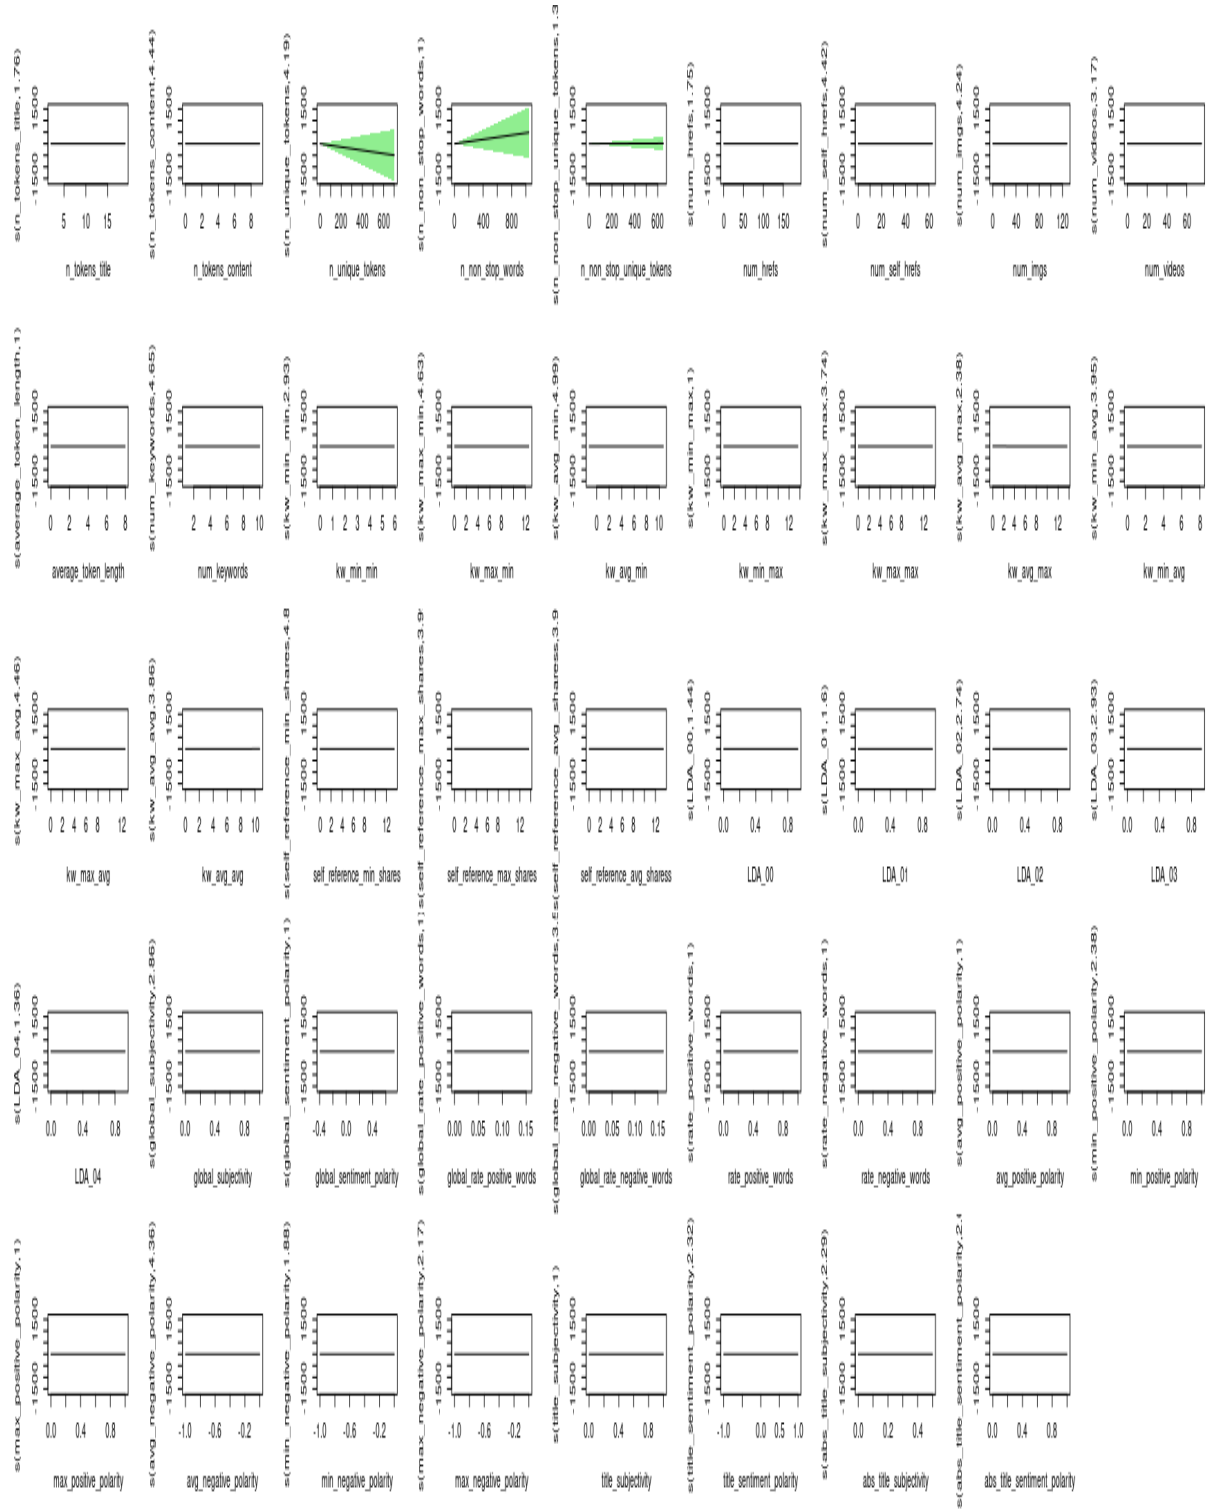 s(n_tokens_title,1.76)
-1500 1500
5 10 15
n_tokens_title
s(n_tokens_content,4.44)
-1500 1500
0 2 4 6 8
n_tokens_content
s(n_unique_tokens,4.19)
-1500 1500
0 200 400 600
n_unique_tokens
s(n_non_stop_words,1)
-1500 1500
0 400 800
n_non_stop_words
s(n_non_stop_unique_tokens,1.3
-1500 1500
0 200 400 600
n_non_stop_unique_tokens
s(num_hrefs,1.75)
-1500 1500
0 50 100 150
num_hrefs
s(num_self_hrefs,4.42)
-1500 1500
0 20 40 60
num_self_hrefs
s(num_imgs,4.24)
-1500 1500
0 40 80 120
num_imgs
s(num_videos,3.17)
-1500 1500
0 20 40 60
num_videos
s(average_token_length,1)
-1500 1500
0 2 4 6 8
average_token_length
s(num_keywords,4.65)
-1500 1500
2 4 6 8 10
num_keywords
s(kw_min_min,2.93)
-1500 1500
0 1 2 3 4 5 6
kw_min_min
s(kw_max_min,4.63)
-1500 1500
0 2 4 6 8 12
kw_max_min
s(kw_avg_min,4.99)
-1500 1500
0 2 4 6 8 10
kw_avg_min
s(kw_min_max,1)
-1500 1500
0 2 4 6 8 12
kw_min_max
s(kw_max_max,3.74)
-1500 1500
0 2 4 6 8 12
kw_max_max
s(kw_avg_max,2.38)
-1500 1500
0 2 4 6 8 12
kw_avg_max
s(kw_min_avg,3.95)
-1500 1500
0 2 4 6 8
kw_min_avg
s(kw_max_avg,4.46)
-1500 1500
0 2 4 6 8 12
kw_max_avg
s(kw_avg_avg,3.86)
-1500 1500
0 2 4 6 8 10
kw_avg_avg
s(self_reference_min_shares,4.8
-1500 1500
0 2 4 6 8 12
self_reference_min_shares
s(self_reference_max_shares,3.9
-1500 1500
0 2 4 6 8 12
self_reference_max_shares
s(self_reference_avg_sharess,3.9
-1500 1500
0 2 4 6 8 12
self_reference_avg_sharess
s(LDA_00,1.44)
-1500 1500
0.0 0.4 0.8
LDA_00
s(LDA_01,1.6)
-1500 1500
0.0 0.4 0.8
LDA_01
s(LDA_02,2.74)
-1500 1500
0.0 0.4 0.8
LDA_02
s(LDA_03,2.93)
-1500 1500
0.0 0.4 0.8
LDA_03
s(LDA_04,1.36)
-1500 1500
0.0 0.4 0.8
LDA_04
s(global_subjectivity,2.86)
-1500 1500
0.0 0.4 0.8
global_subjectivity
s(global_sentiment_polarity,1)
-1500 1500
-0.4 0.0 0.4
global_sentiment_polarity
s(global_rate_positive_words,1)
-1500 1500
0.00 0.05 0.10 0.15
global_rate_positive_words
s(global_rate_negative_words,3.5
-1500 1500
0.00 0.05 0.10 0.15
global_rate_negative_words
s(rate_positive_words,1)
-1500 1500
0.0 0.4 0.8
rate_positive_words
s(rate_negative_words,1)
-1500 1500
0.0 0.4 0.8
rate_negative_words
s(avg_positive_polarity,1)
-1500 1500
0.0 0.4 0.8
avg_positive_polarity
s(min_positive_polarity,2.38)
-1500 1500
0.0 0.4 0.8
min_positive_polarity
s(max_positive_polarity,1)
-1500 1500
0.0 0.4 0.8
max_positive_polarity
s(avg_negative_polarity,4.36)
-1500 1500
-1.0 -0.6 -0.2
avg_negative_polarity
s(min_negative_polarity,1.88)
-1500 1500
-1.0 -0.6 -0.2
min_negative_polarity
s(max_negative_polarity,2.17)
-1500 1500
-1.0 -0.6 -0.2
max_negative_polarity
s(title_subjectivity,1)
-1500 1500
0.0 0.4 0.8
title_subjectivity
s(title_sentiment_polarity,2.32)
-1500 1500
-1.0 0.0 0.5 1.0
title_sentiment_polarity
s(abs_title_subjectivity,2.29)
-1500 1500
0.0 0.2 0.4
abs_title_subjectivity
s(abs_title_sentiment_polarity,2.
-1500 1500
0.0 0.4 0.8
abs_title_sentiment_polarity